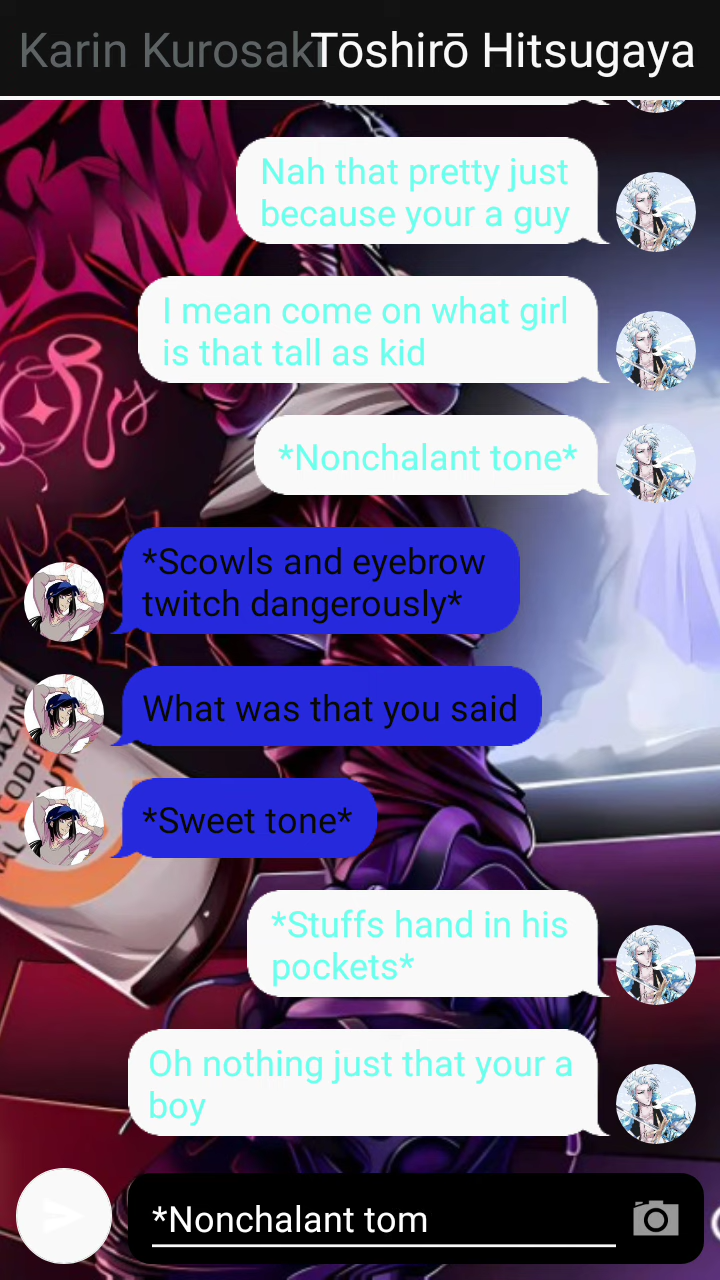 Karin Kurosaki Tōshirō Hitsugaya
Nah that pretty just
because your a guy
I mean come on what girl
is that tall as kid
*Nonchalant tone*
*Scowls and eyebrow
twitch dangerously*
What was that you said
*Sweet tone*
AZINE
CODE
*Stuffs hand in his
pockets*
Oh nothing just that your a
boy
*Nonchalant tom